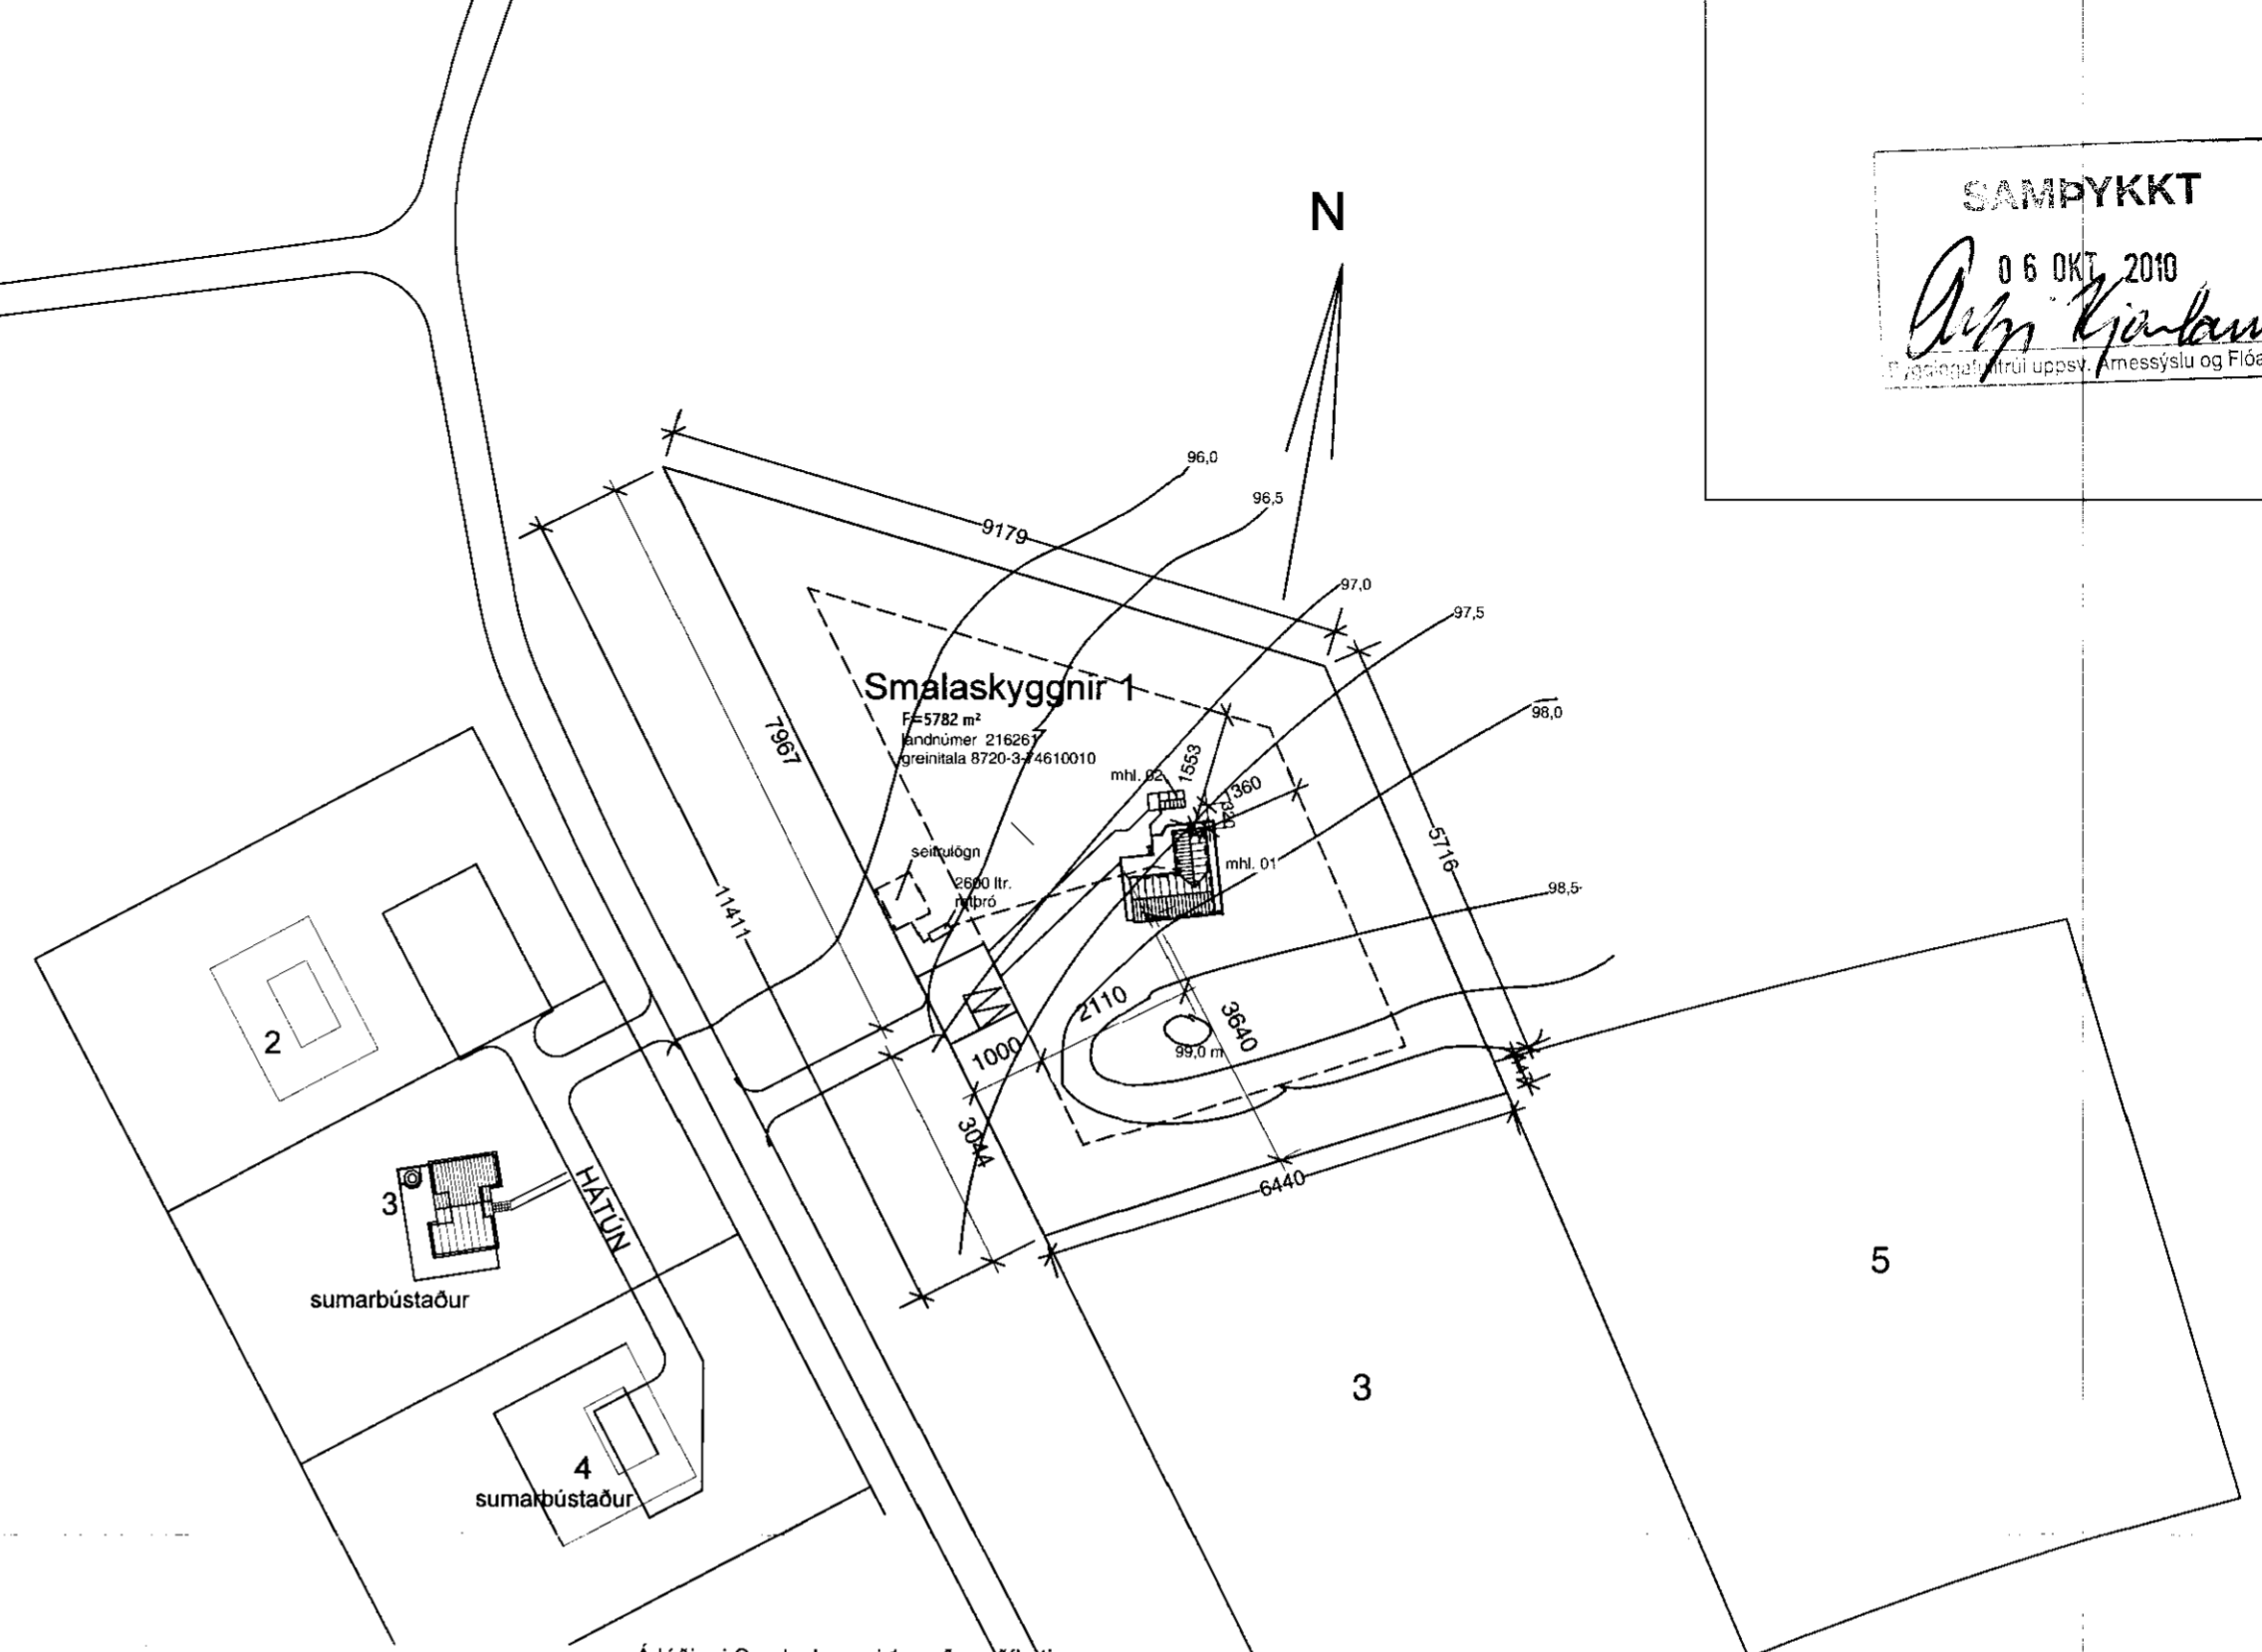 SAMÞYKKT
06 OKT. 2010
uppsv. Árnessýslu og Flóa
N
96,0
96,5
9179
97,0
97,5
Smalaskyggnir 1
F=5782 m²
landnúmer 216261
greinitala 8720-3-74610010
98,0
7967
mhl. 02
1553
1360
320
5716
seitrulögn
2600 ltr.
rotþró
mhl. 01
98,5
11411
2110
3640
2
1000
99,0 m
3044
6440
3
HÁTÚN
sumarbústaður
5
3
4
sumarbústaður